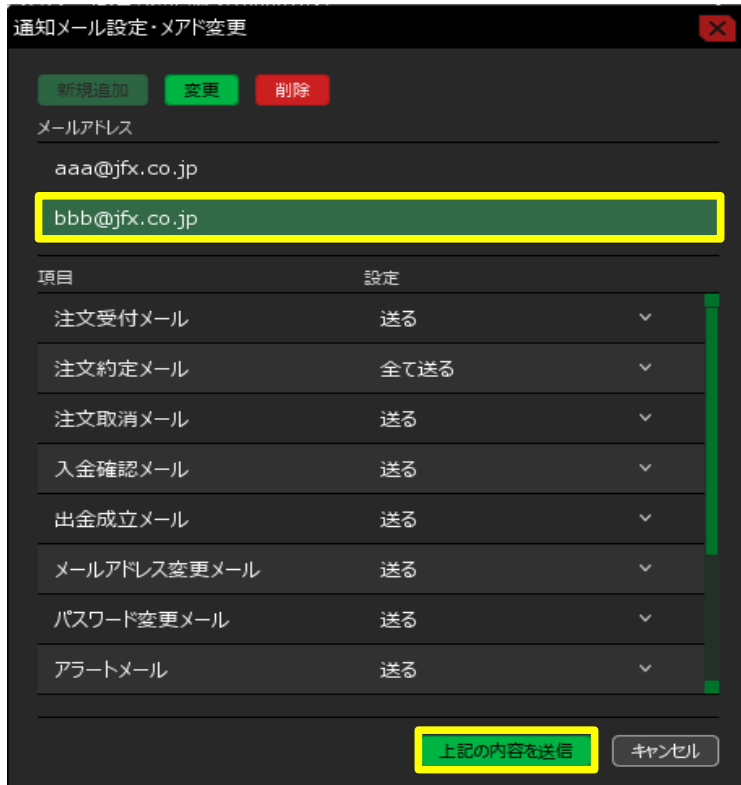 通知メール設定・メアド変更
新規追加 変更 削除
メールアドレス
aaa@jfx.co.jp
bbb@jfx.co.jp
項目 設定
注文受付メール 送る
注文約定メール 全て送る
注文取消メール 送る
入金確認メール 送る
出金成立メール 送る
メールアドレス変更メール 送る
パスワード変更メール 送る
アラートメール 送る
上記の内容を送信 キャンセル